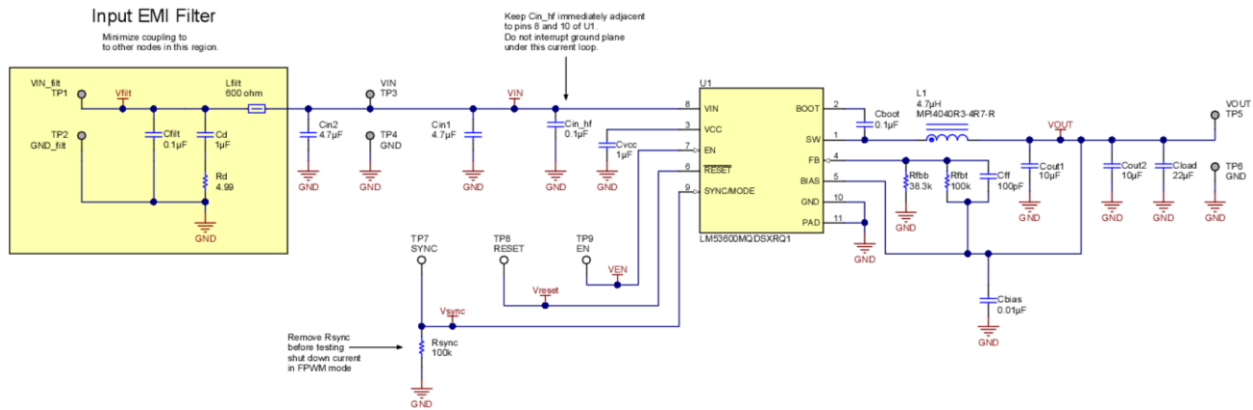 Input EMI Filter
Minimize coupling to
to other nodes in this region.
Keep Cin_hf immediately adjacent
to pins 8 and 10 of U1.
Do not interrupt ground plane
under this current loop.
VIN_filt
TP1
Vfilt
Lfilt
600 ohm
TP2
GND_filt
Cfilt
0.1µF
Cd
1µF
Rd
4.99
GND
Cin2
4.7µF
GND
VIN
TP3
TP4
GND
Cin1
4.7µF
GND
VIN
Cin_hf
0.1µF
GND
Cvcc
1µF
GND
U1
8
VIN
3
VCC
7
EN
6
RESET
9
SYNC/MODE
BOOT
2
SW
1
FB
4
BIAS
5
GND
10
PAD
11
LM53600MQDSXRQ1
Cboot
0.1µF
L1
4.7µH
MPI4040R3-4R7-R
VOUT
VOUT
TP5
Rfbb
38.3k
GND
Rfbt
100k
Cff
100pF
Cout1
10µF
GND
Cout2
10µF
GND
Cload
22µF
GND
TP6
GND
GND
GND
Cbias
0.01µF
GND
TP7
SYNC
TP8
RESET
TP9
EN
VEN
Vreset
Vsync
Remove Rsync
before testing
shut down current
in FPWM mode
Rsync
100k
GND